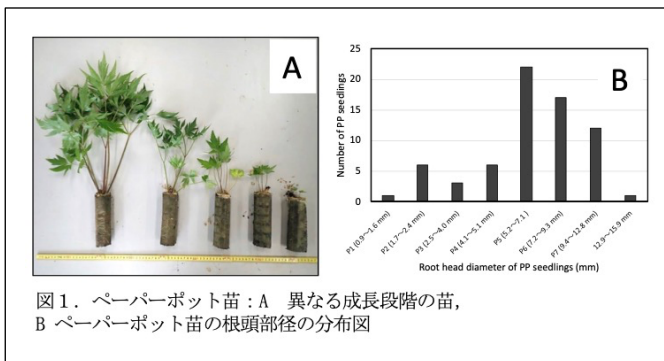 A
B
Number of PP seedlings
25
20
15
10
5
0
P1 (0.9~1.6 mm)
P2 (1.7~2.4 mm)
P3 (2.5~4.0 mm)
P4 (4.1~5.1 mm)
P5 (5.2~7.1 )
P6 (7.2~9.3 mm)
P7 (9.4~12.8 mm)
12.9~15.9 mm
Root head diameter of PP seedlings (mm)
図1. ペーパーポット苗：A 異なる成長段階の苗,
B ペーパーポット苗の根頭部径の分布図